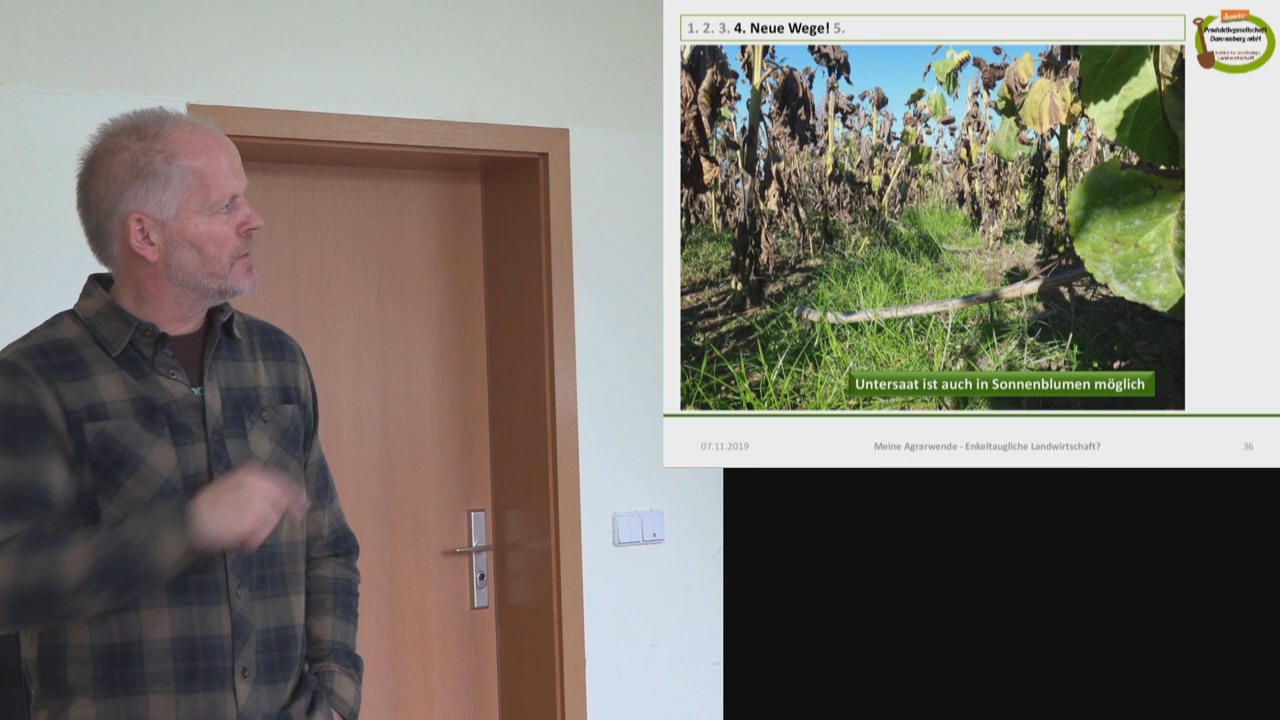 1. 2. 3. 4. Neue Wege! 5.
demeter
Produktivgesellschaft
Dannenberg mbH
Landwirtschaft
Untersaat ist auch in Sonnenblumen möglich
07.11.2019
Meine Agrarwende - Enkeltaugliche Landwirtschaft?
36